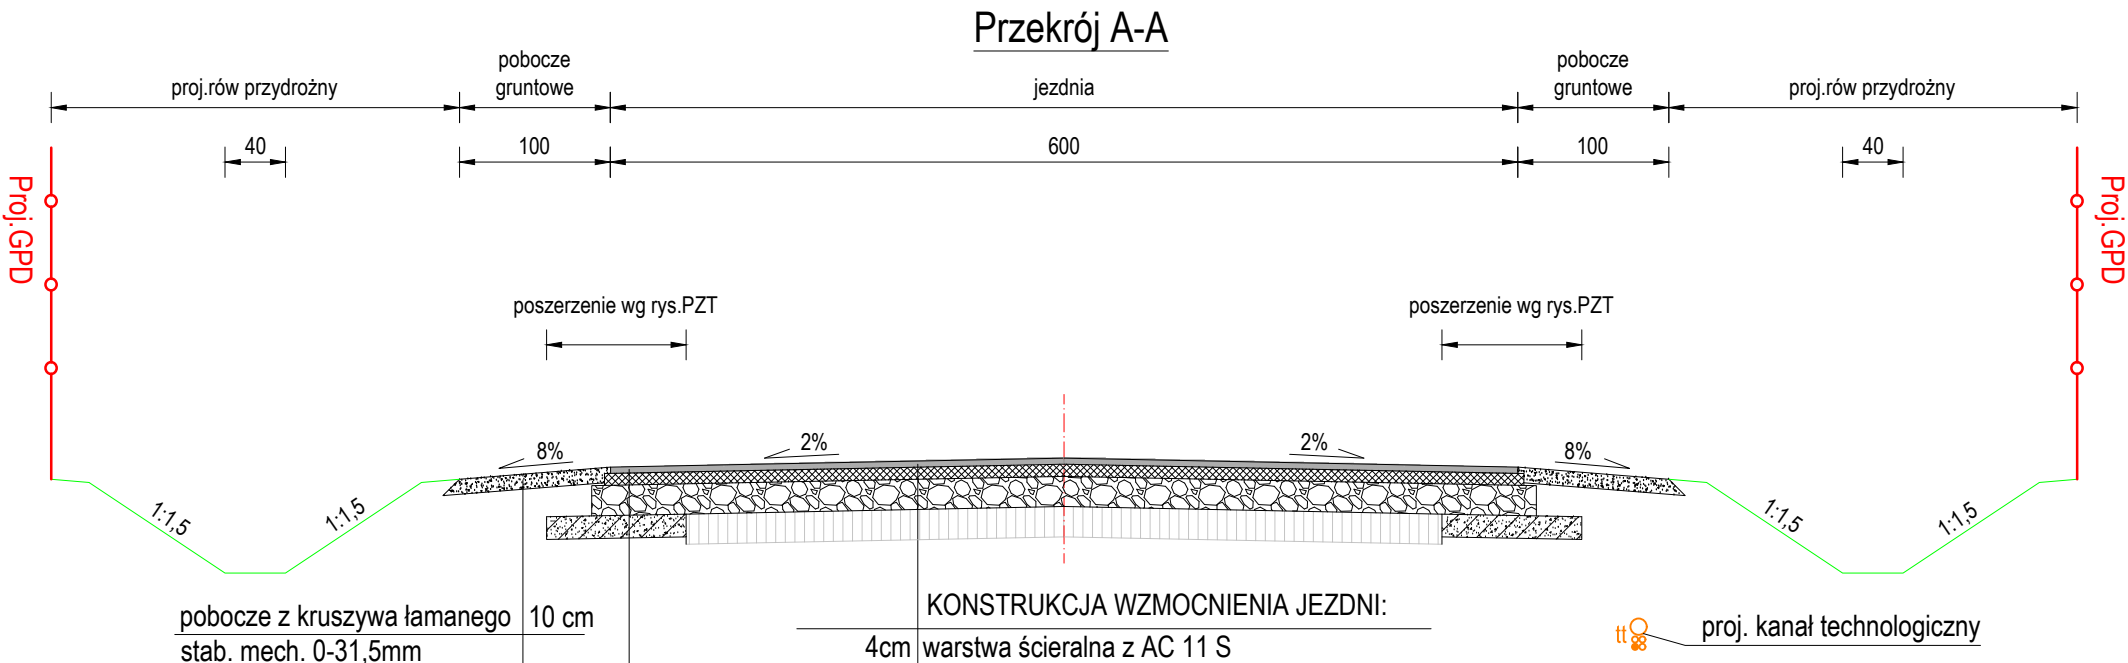 Przekrój A-A
proj.rów przydrożny
pobocze
gruntowe
jezdnia
pobocze
gruntowe
proj.rów przydrożny
40
100
600
100
40
Proj.GPD
Proj.GPD
poszerzenie wg rys.PZT
poszerzenie wg rys.PZT
8%
2%
2%
8%
1:1,5
1:1,5
1:1,5
1:1,5
pobocze z kruszywa łamanego 10 cm
stab. mech. 0-31,5mm
KONSTRUKCJA WZMOCNIENIA JEZDNI:
4cm warstwa ścieralna z AC 11 S
tt proj. kanał technologiczny